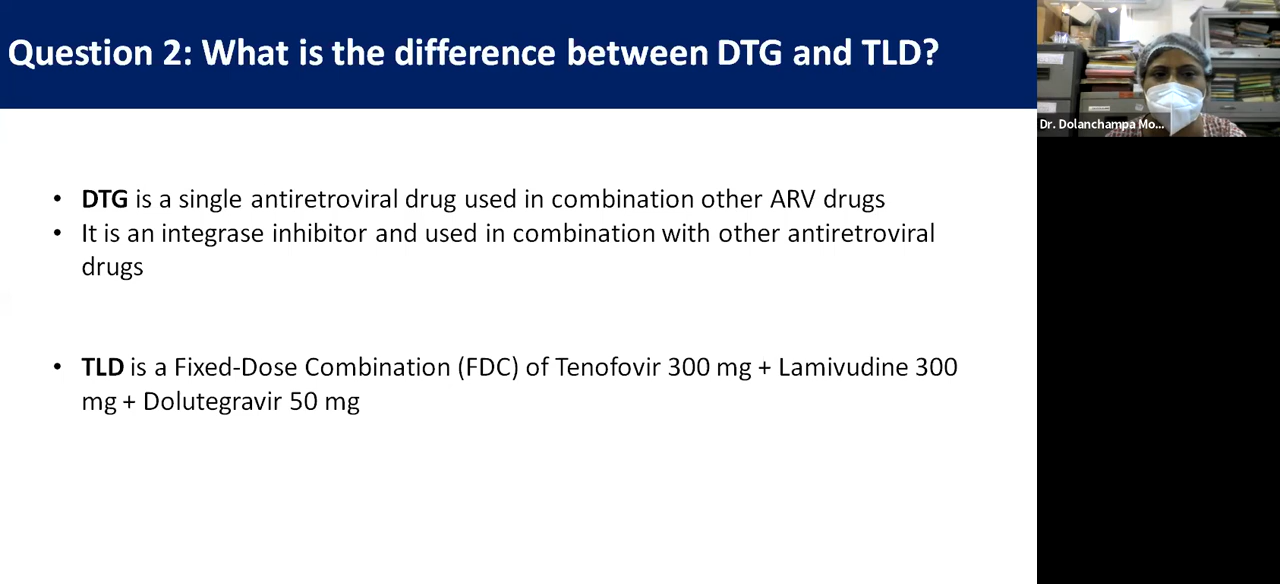 Question 2: What is the difference between DTG and TLD?
Dr. Dolanchampa Mo...
• DTG is a single antiretroviral drug used in combination other ARV drugs
• It is an integrase inhibitor and used in combination with other antiretroviral
drugs
• TLD is a Fixed-Dose Combination (FDC) of Tenofovir 300 mg + Lamivudine 300
mg + Dolutegravir 50 mg